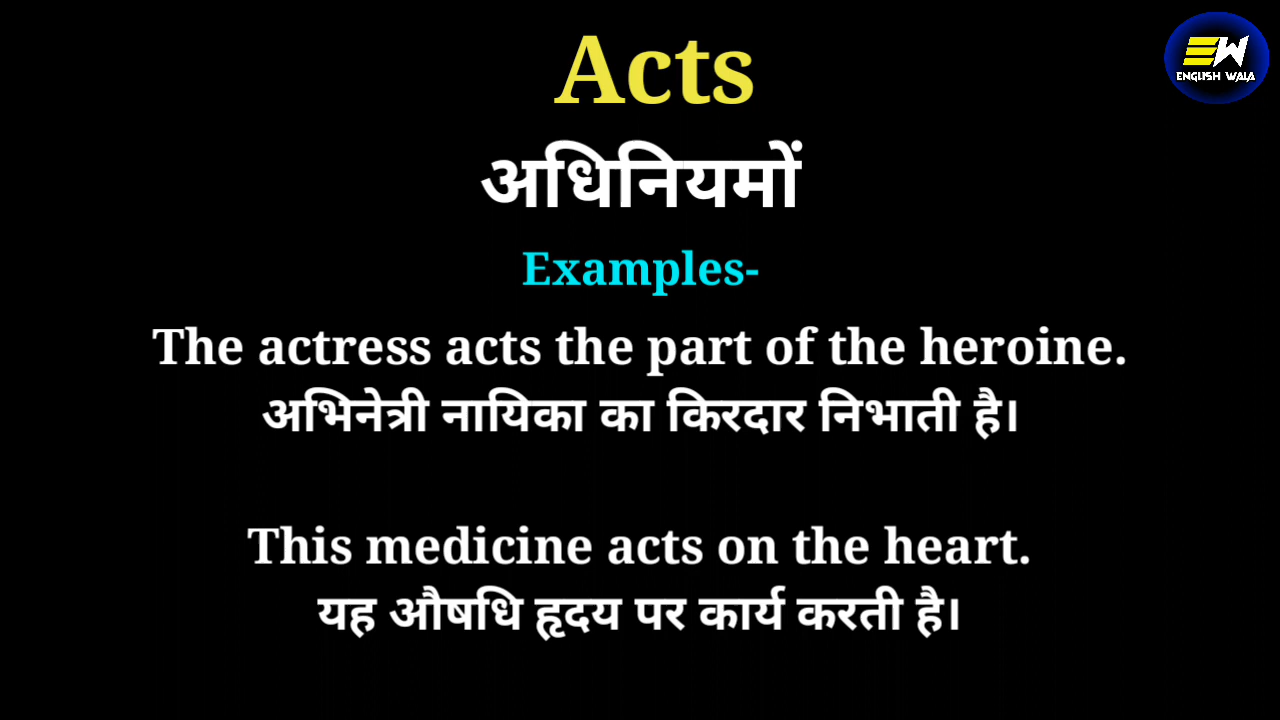 Acts
EW
ENGLISH WALA
अधिनियमों
Examples-
The actress acts the part of the heroine.
अभिनेत्री नायिका का किरदार निभाती है।
This medicine acts on the heart.
यह औषधि हृदय पर कार्य करती है।